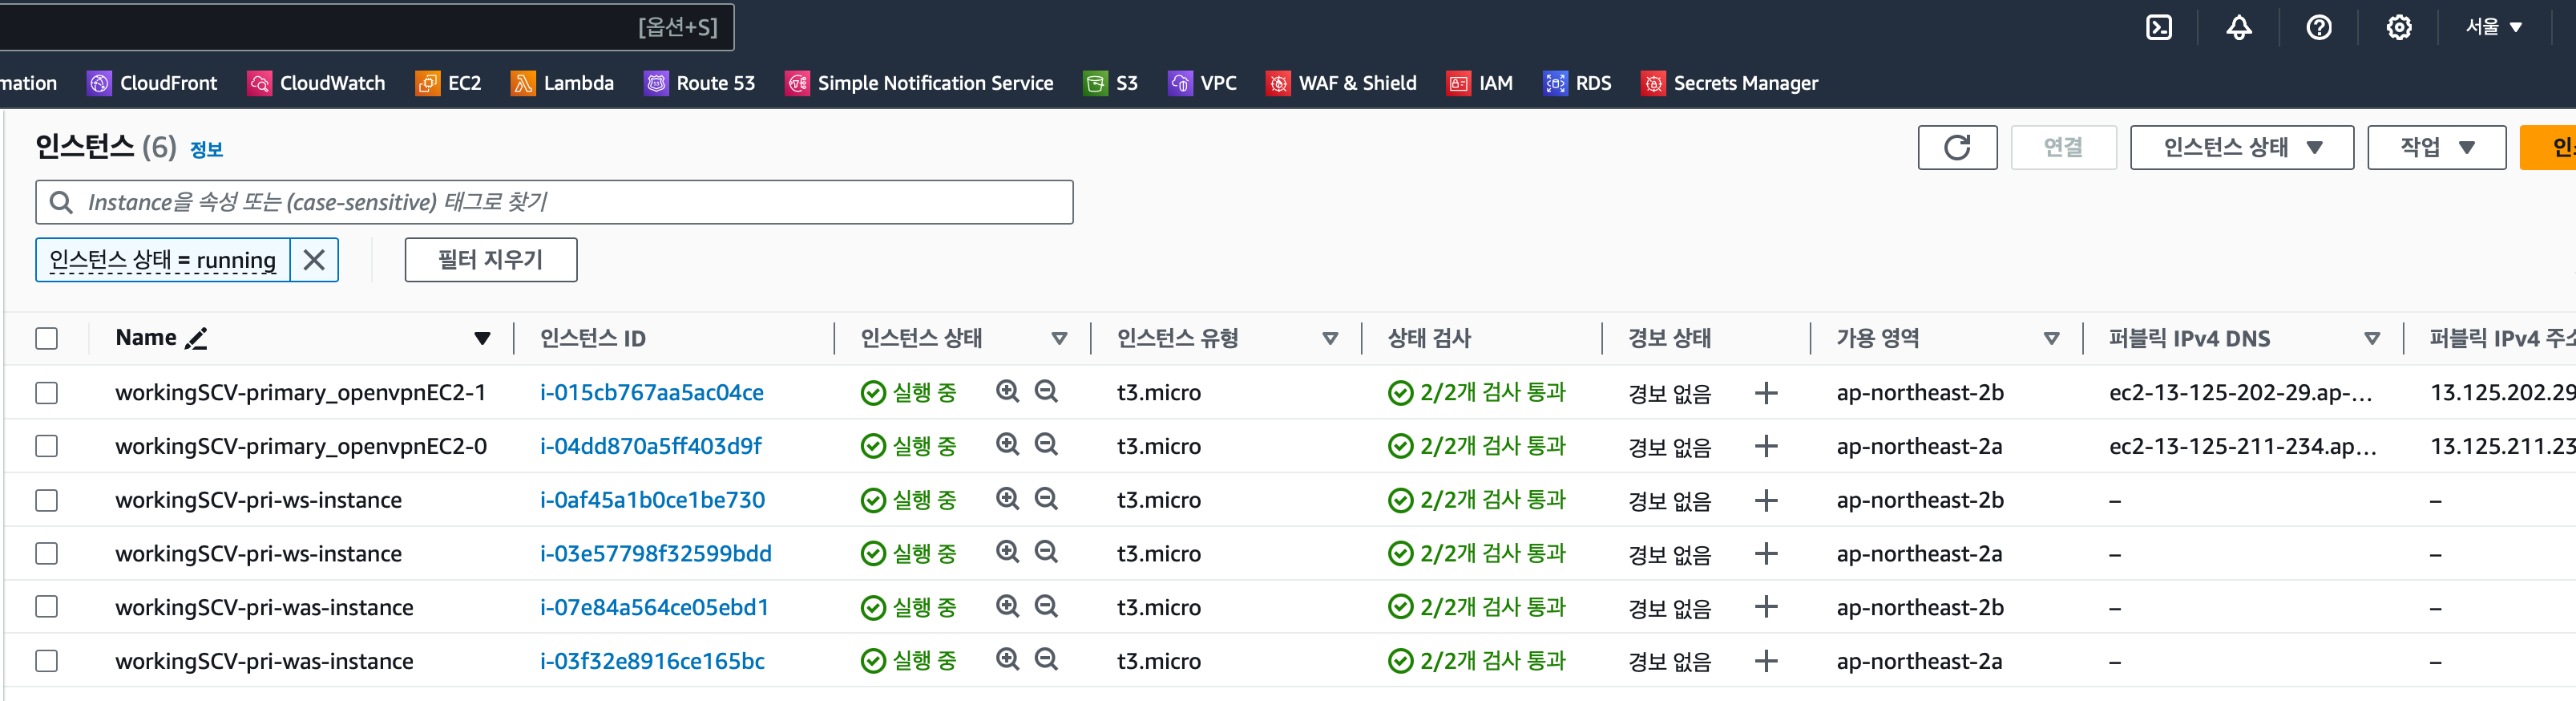 [옵션+S]
서울
mation CloudFront CloudWatch EC2 Lambda Route 53 Simple Notification Service S3 VPC WAF & Shield IAM RDS Secrets Manager
인스턴스 (6) 정보
연결 인스턴스 상태 작업
Instance을 속성 또는 (case-sensitive) 태그로 찾기
인스턴스 상태 = running 필터 지우기
Name 인스턴스 ID 인스턴스 상태 인스턴스 유형 상태 검사 경보 상태 가용 영역 퍼블릭 IPv4 DNS 퍼블릭 IPv4 주소
workingSCV-primary_openvpnEC2-1 i-015cb767aa5ac04ce 실행 중 t3.micro 2/2개 검사 통과 경보 없음 ap-northeast-2b ec2-13-125-202-29.ap-... 13.125.202.29
workingSCV-primary_openvpnEC2-0 i-04dd870a5ff403d9f 실행 중 t3.micro 2/2개 검사 통과 경보 없음 ap-northeast-2a ec2-13-125-211-234.ap... 13.125.211.23
workingSCV-pri-ws-instance i-0af45a1b0ce1be730 실행 중 t3.micro 2/2개 검사 통과 경보 없음 ap-northeast-2b – –
workingSCV-pri-ws-instance i-03e57798f32599bdd 실행 중 t3.micro 2/2개 검사 통과 경보 없음 ap-northeast-2a – –
workingSCV-pri-was-instance i-07e84a564ce05ebd1 실행 중 t3.micro 2/2개 검사 통과 경보 없음 ap-northeast-2b – –
workingSCV-pri-was-instance i-03f32e8916ce165bc 실행 중 t3.micro 2/2개 검사 통과 경보 없음 ap-northeast-2a – –